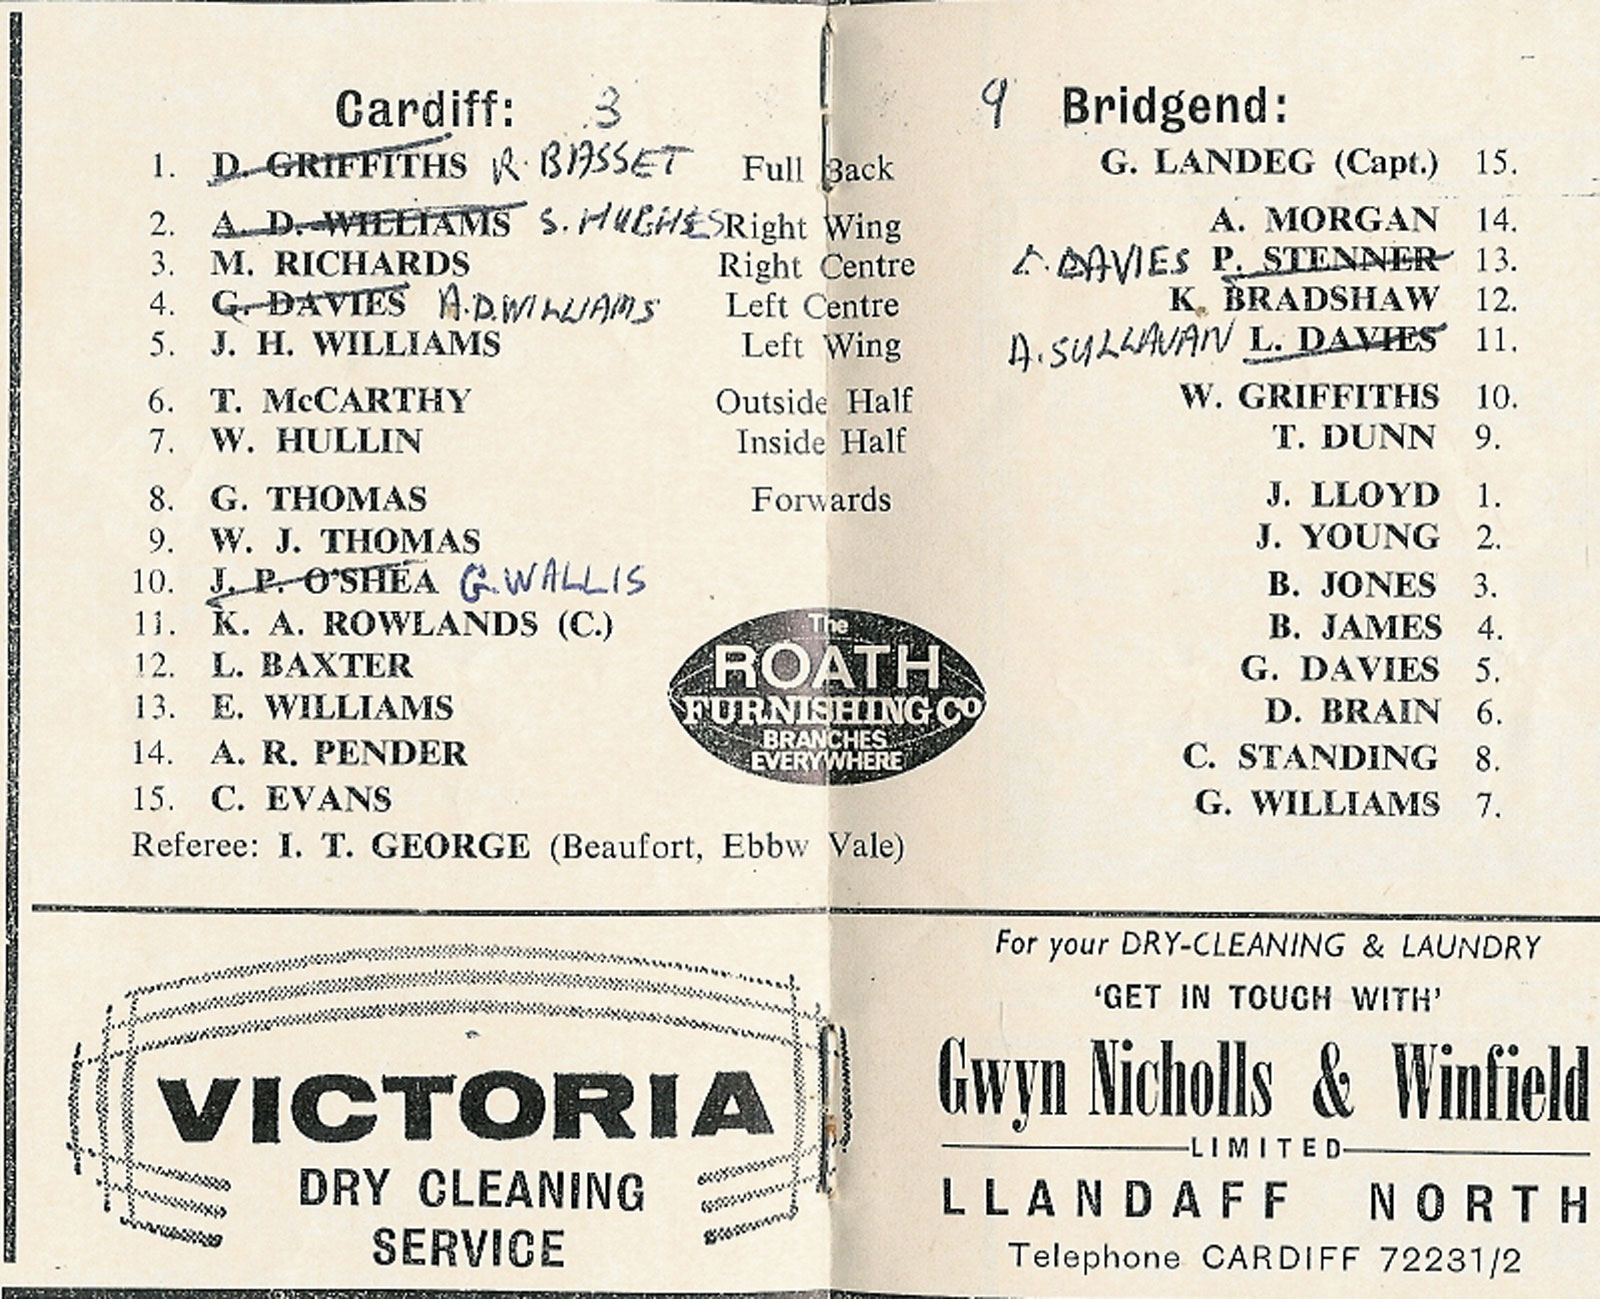 Cardiff: 3
1. D. GRIFFITHS R. BASSET Full Back
2. A. D. WILLIAMS S. HUGHES Right Wing
3. M. RICHARDS Right Centre
4. G. DAVIES A.D.WILLIAMS Left Centre
5. J. H. WILLIAMS Left Wing
6. T. McCARTHY Outside Half
7. W. HULLIN Inside Half
8. G. THOMAS Forwards
9. W. J. THOMAS
10. J. P. O'SHEA G.WALLIS
11. K. A. ROWLANDS (C.)
12. L. BAXTER
13. E. WILLIAMS
14. A. R. PENDER
15. C. EVANS
Referee: I. T. GEORGE (Beaufort, Ebbw Vale)
9 Bridgend:
G. LANDEG (Capt.) 15.
A. MORGAN 14.
DAVIES P. STENNER 13.
K. BRADSHAW 12.
A. SULLAVAN L. DAVIES 11.
W. GRIFFITHS 10.
T. DUNN 9.
J. LLOYD 1.
J. YOUNG 2.
B. JONES 3.
B. JAMES 4.
G. DAVIES 5.
D. BRAIN 6.
C. STANDING 8.
G. WILLIAMS 7.
The
ROATH
FURNISHING Co
BRANCHES
EVERYWHERE
VICTORIA
DRY CLEANING
SERVICE
For your DRY-CLEANING & LAUNDRY
'GET IN TOUCH WITH'
Gwyn Nicholls & Winfield
LIMITED
LLANDAFF NORTH
Telephone CARDIFF 72231/2